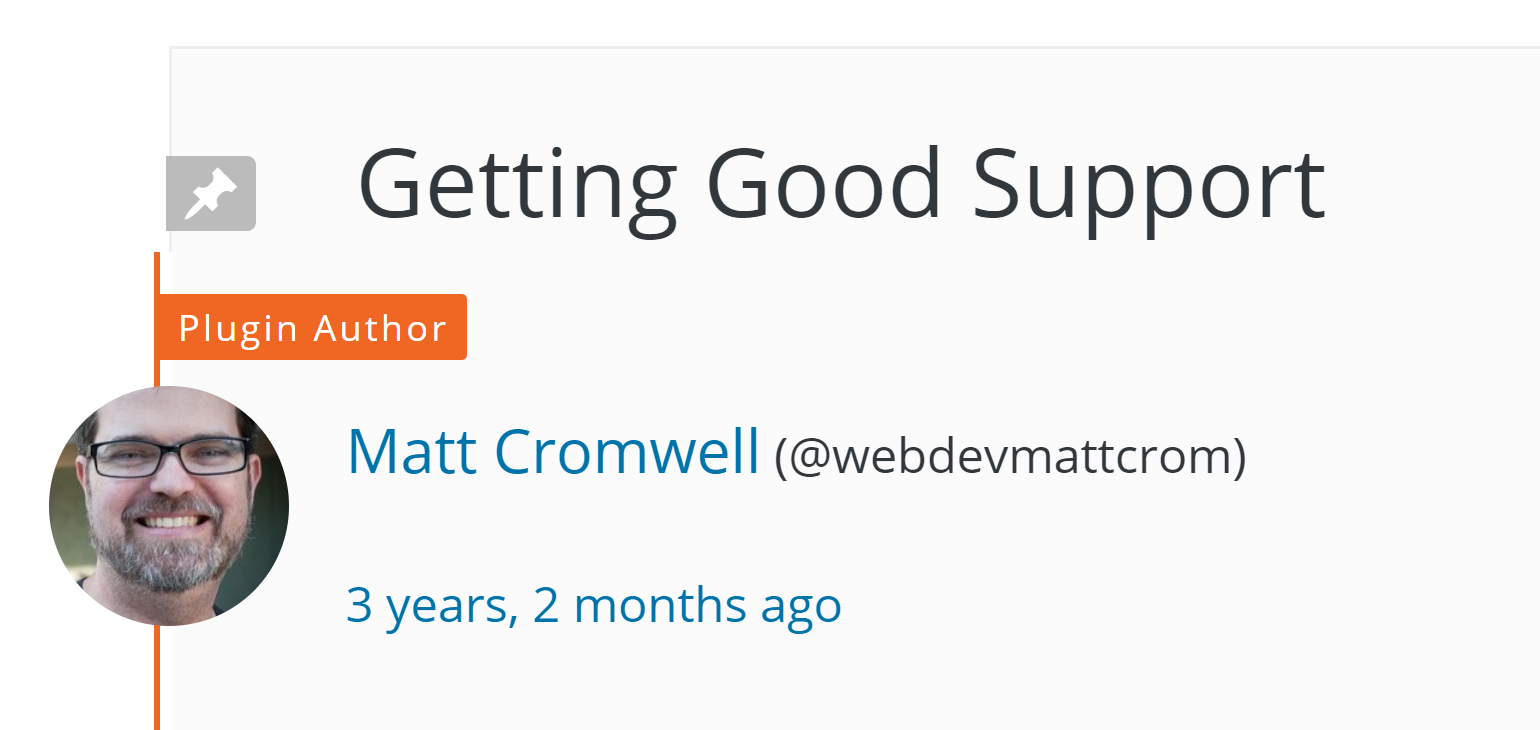 Getting Good Support
Plugin Author
Matt Cromwell (@webdevmattcrom)
3 years, 2 months ago